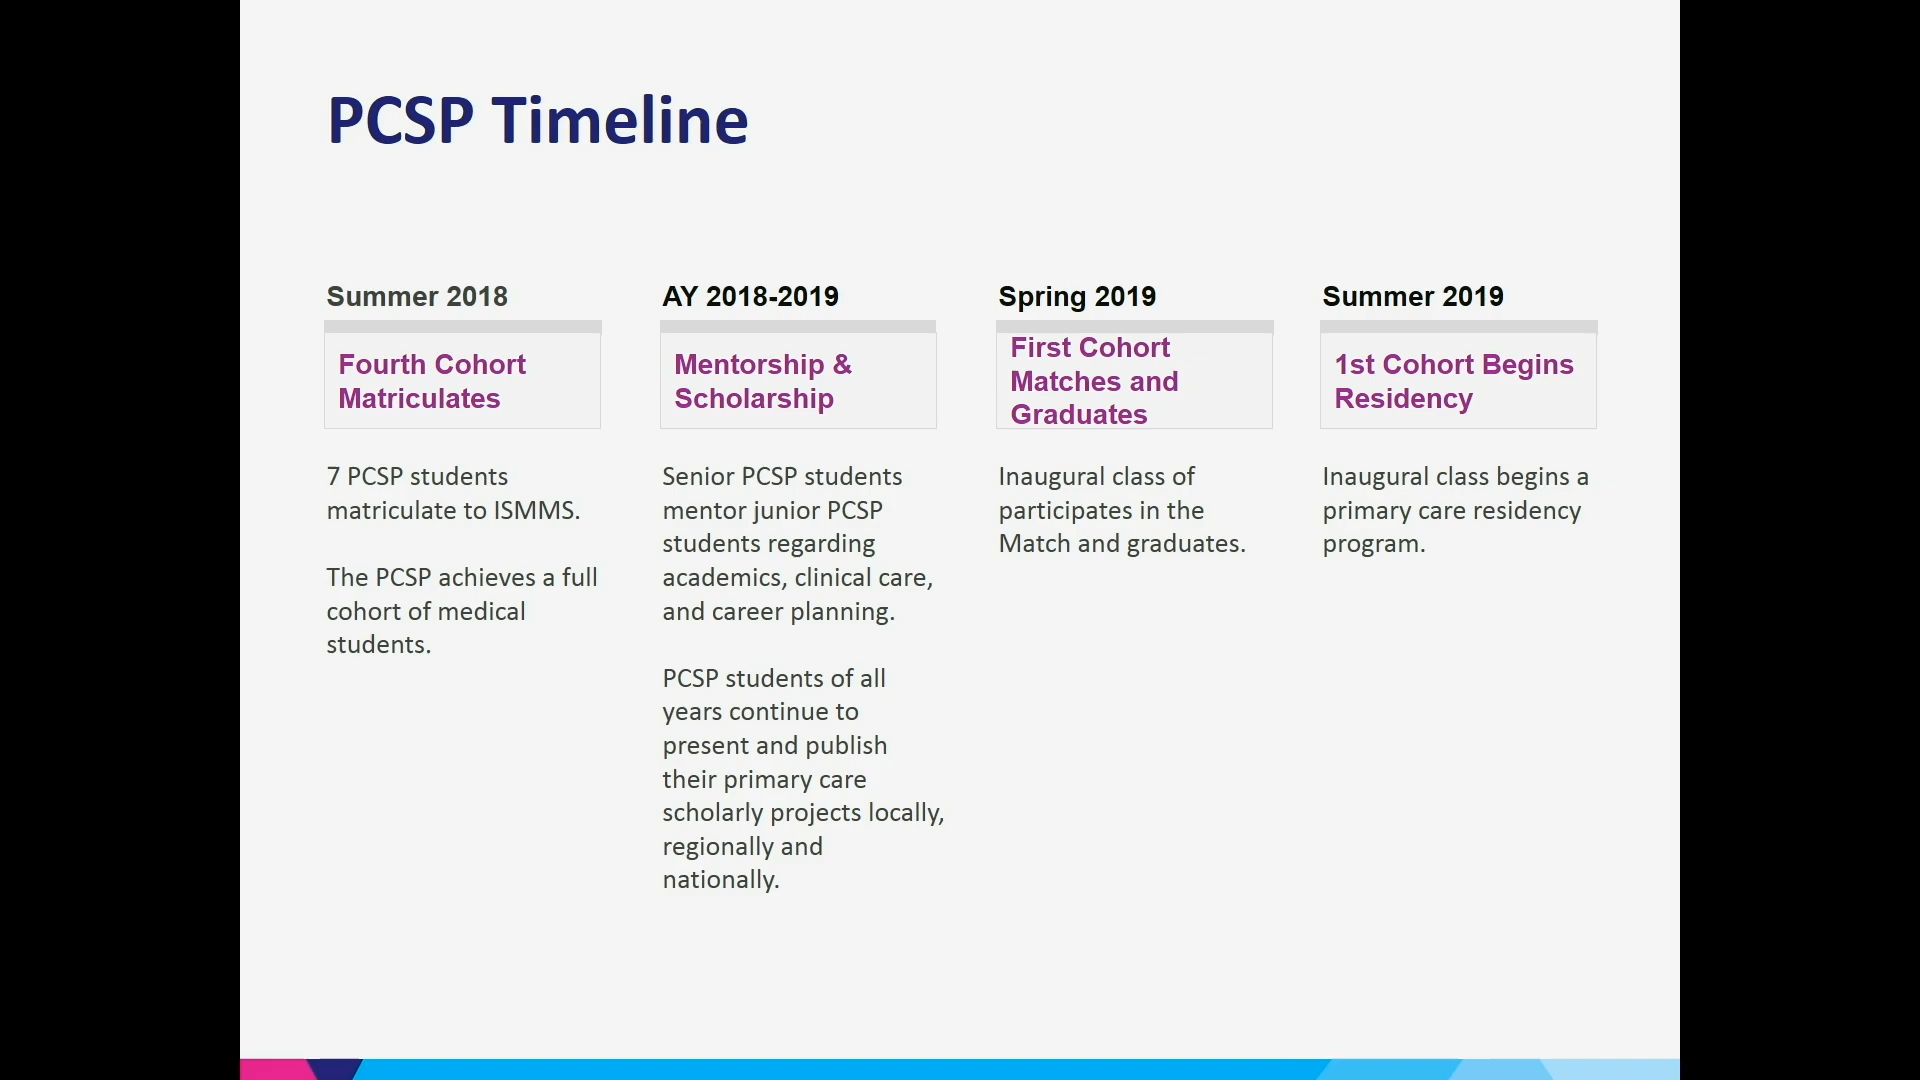 PCSP Timeline
Summer 2018
Fourth Cohort
Matriculates
7 PCSP students
matriculate to ISMMS.
The PCSP achieves a full
cohort of medical
students.
AY 2018-2019
Mentorship &
Scholarship
Senior PCSP students
mentor junior PCSP
students regarding
academics, clinical care,
and career planning.
PCSP students of all
years continue to
present and publish
their primary care
scholarly projects locally,
regionally and
nationally.
Spring 2019
First Cohort
Matches and
Graduates
Inaugural class of
participates in the
Match and graduates.
Summer 2019
1st Cohort Begins
Residency
Inaugural class begins a
primary care residency
program.